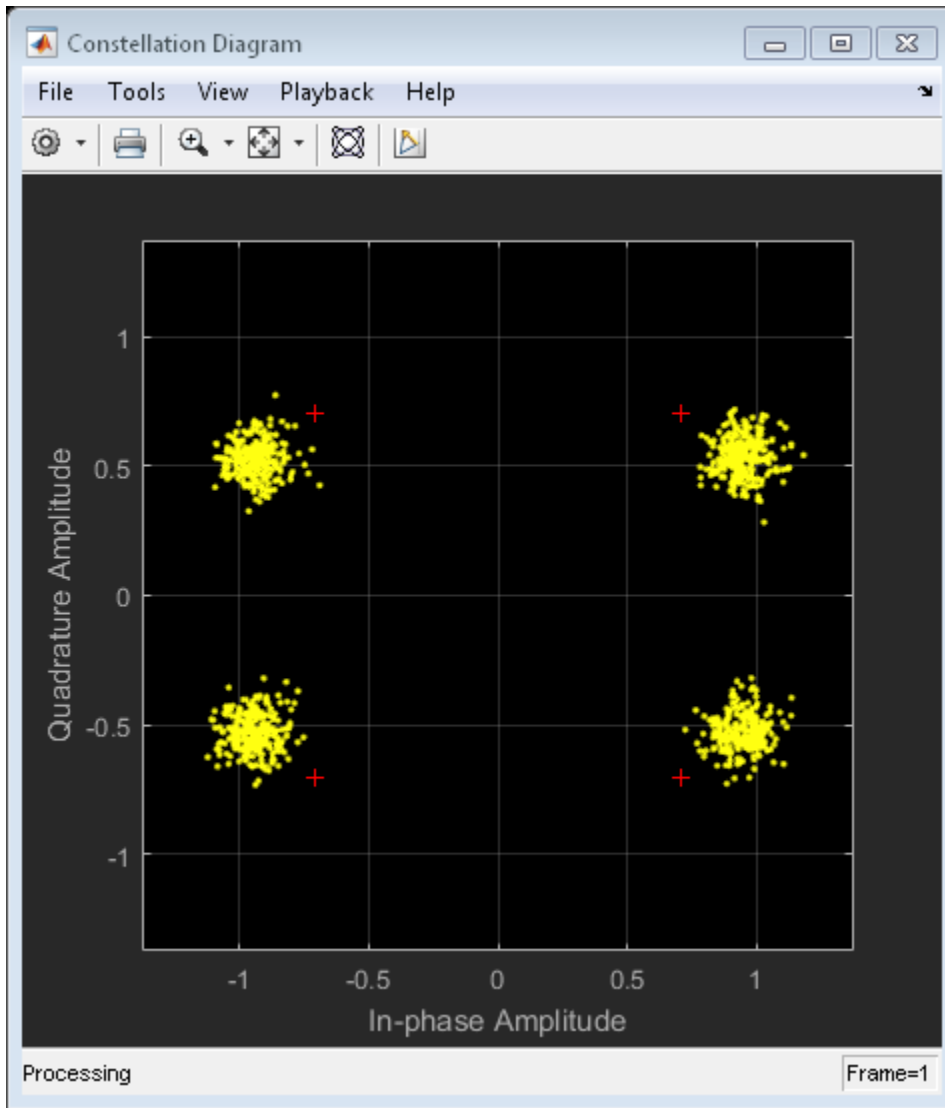 Constellation Diagram
File Tools View Playback Help
1
0.5
0
-0.5
-1
Quadrature Amplitude
-1 -0.5 0 0.5 1
In-phase Amplitude
Processing Frame=1